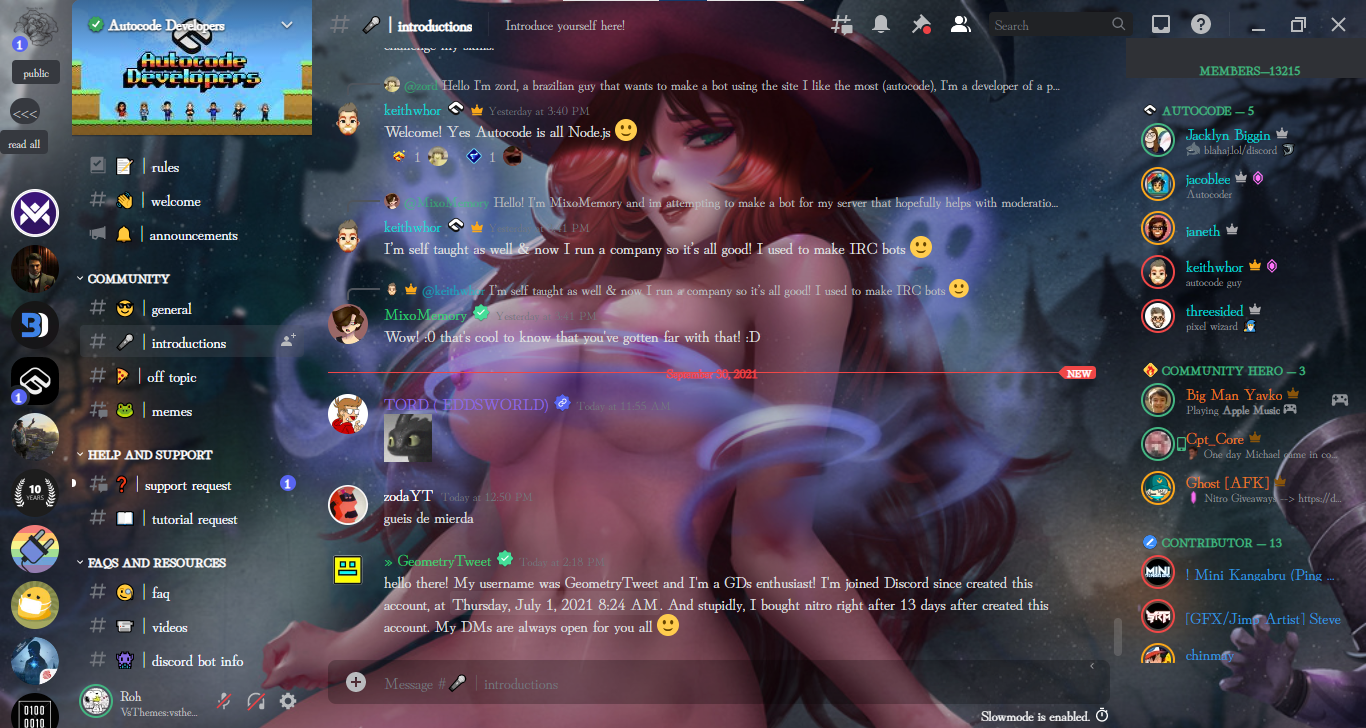 1
public
<<<
read all
10
YEARS
0100
0010
Autocode Developers
Autocode
Developers
rules
welcome
announcements
COMMUNITY
general
introductions
off topic
memes
HELP AND SUPPORT
support request
1
tutorial request
FAQS AND RESOURCES
faq
videos
discord bot info
Roh
VsThemes:vsthe...
# | introductions
Introduce yourself here!
Search
challenge my skills.
@zord Hello I'm zord, a brazilian guy that wants to make a bot using the site I like the most (autocode), I'm a developer of a p...
keithwhor Yesterday at 3:40 PM
Welcome! Yes Autocode is all Node.js 🙂
1 1
@MixoMemory Hello! I'm MixoMemory and im attempting to make a bot for my server that hopefully helps with moderatio...
keithwhor Yesterday at 3:41 PM
I'm self taught as well & now I run a company so it's all good! I used to make IRC bots 🙂
@keithwhor I'm self taught as well & now I run a company so it's all good! I used to make IRC bots 🙂
MixoMemory Yesterday at 3:41 PM
Wow! :0 that's cool to know that you've gotten far with that! :D
September 30, 2021
NEW
TORD ( EDDSWORLD) Today at 11:55 AM
zodaYT Today at 12:50 PM
gueis de mierda
» GeometryTweet Today at 2:18 PM
hello there! My username was GeometryTweet and I'm a GDs enthusiast! I'm joined Discord since created this
account, at Thursday, July 1, 2021 8:24 AM. And stupidly, I bought nitro right after 13 days after created this
account. My DMs are always open for you all 🙂
Message # | introductions
Slowmode is enabled.
MEMBERS—13215
AUTOCODE — 5
Jacklyn Biggin
blahaj.lol/discord
jacoblee
Autocoder
janeth
keithwhor
autocode guy
threesided
pixel wizard
COMMUNITY HERO — 3
Big Man Yavko
Playing Apple Music
Cpt_Core
One day Michael came in co...
Ghost [AFK]
Nitro Giveaways --> https://d...
CONTRIBUTOR — 13
! Mini Kangabru (Ping ...
[GFX/Jimp Artist] Steve
chinmay